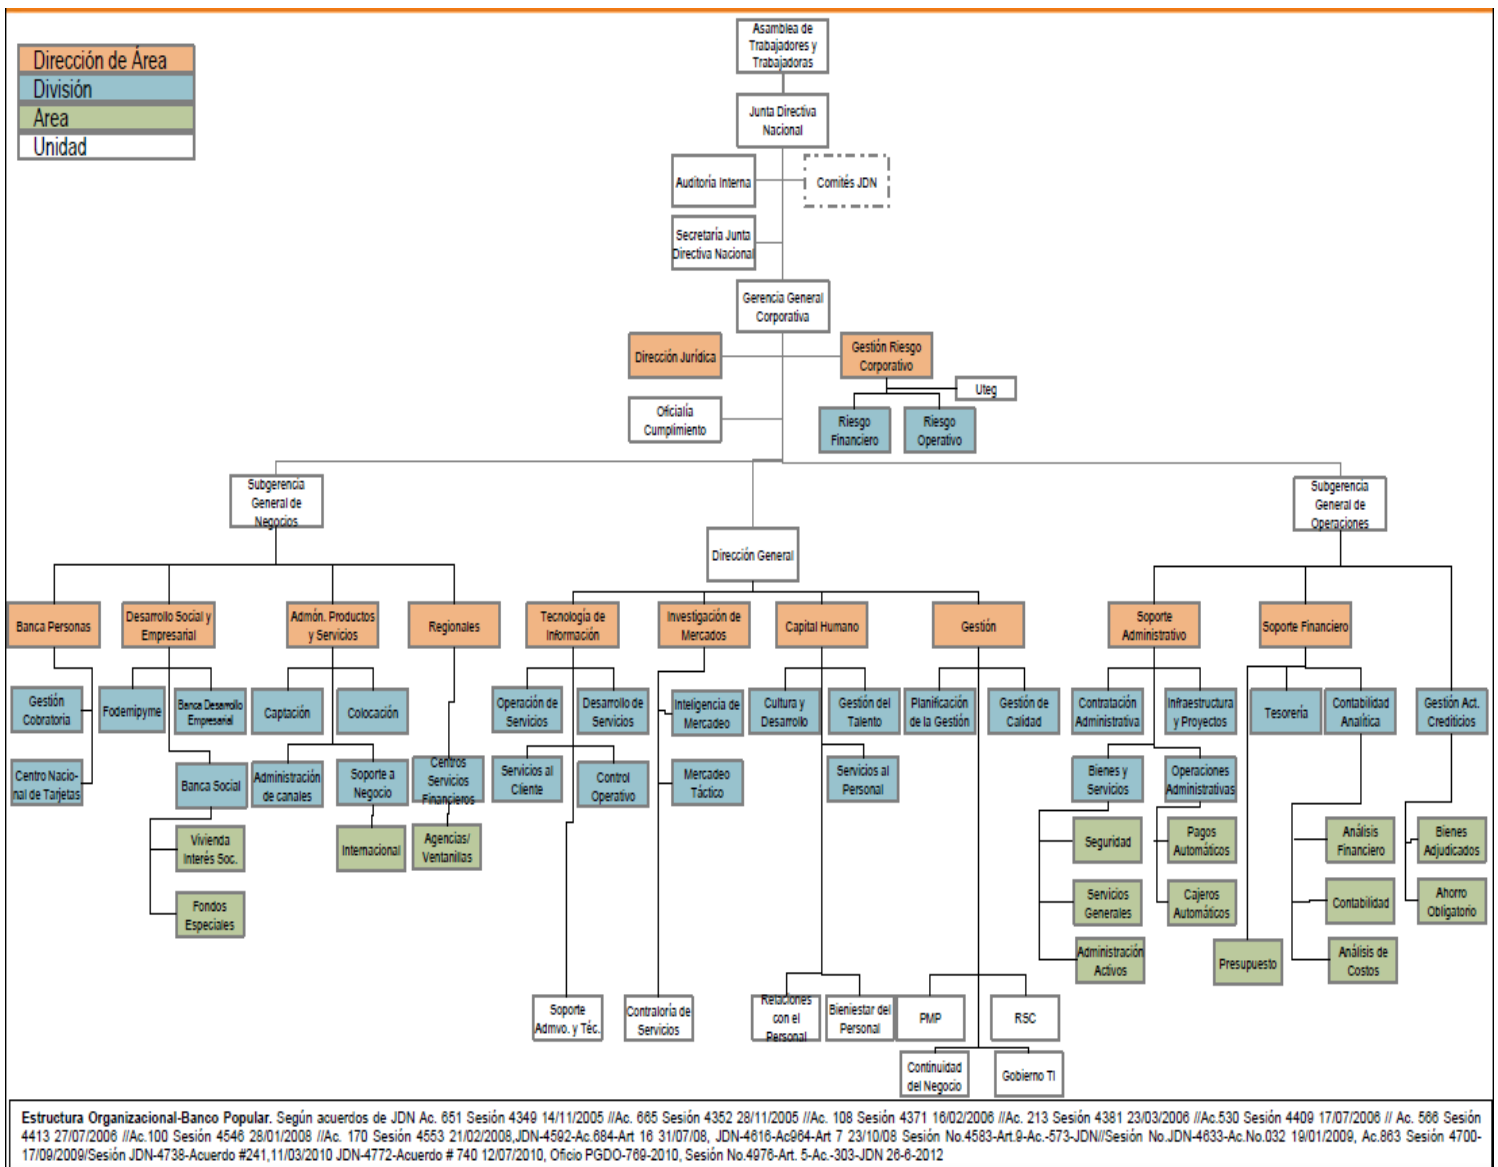 Asamblea de
Trabajadores y
Trabajadoras
Dirección de Área
División
Area
Unidad
Junta Directiva
Nacional
Auditoría Interna
Comités JDN
Secretaría Junta
Directiva Nacional
Gerencia General
Corporativa
Dirección Jurídica
Gestión Riesgo
Corporativo
Uteg
Oficialía
Cumplimiento
Riesgo
Financiero
Riesgo
Operativo
Subgerencia
General de
Negocios
Subgerencia
General de
Operaciones
Dirección General
Banca Personas
Desarrollo Social y
Empresarial
Admón. Productos
y Servicios
Regionales
Tecnología de
Información
Investigación de
Mercados
Capital Humano
Gestión
Soporte
Administrativo
Soporte Financiero
Gestión
Cobratoria
Fodemipyme
Banca Desarrollo
Empresarial
Captación
Colocación
Operación de
Servicios
Desarrollo de
Servicios
Inteligencia de
Mercadeo
Cultura y
Desarrollo
Gestión del
Talento
Planificación
de la Gestión
Gestión de
Calidad
Contratación
Administrativa
Infraestructura
y Proyectos
Tesorería
Contabilidad
Analítica
Gestión Act.
Crediticios
Centro Nacio-
nal de Tarjetas
Banca Social
Administración
de canales
Soporte a
Negocio
Centros
Servicios
Financieros
Servicios al
Cliente
Control
Operativo
Mercadeo
Táctico
Servicios al
Personal
Bienes y
Servicios
Operaciones
Administrativas
Vivienda
Interés Soc.
Internacional
Agencias/
Ventanillas
Seguridad
Pagos
Automáticos
Análisis
Financiero
Bienes
Adjudicados
Fondos
Especiales
Servicios
Generales
Cajeros
Automáticos
Contabilidad
Ahorro
Obligatorio
Administración
Activos
Presupuesto
Análisis de
Costos
Soporte
Admvo. y Téc.
Contraloría de
Servicios
Relaciones
con el
Personal
Bieniestar del
Personal
PMP
RSC
Continuidad
del Negocio
Gobierno TI
Estructura Organizacional-Banco Popular. Según acuerdos de JDN Ac. 651 Sesión 4349 14/11/2005 //Ac. 665 Sesión 4352 28/11/2005 //Ac. 108 Sesión 4371 16/02/2006 //Ac. 213 Sesión 4381 23/03/2006 //Ac.530 Sesión 4409 17/07/2006 // Ac. 566 Sesión
4413 27/07/2006 //Ac.100 Sesión 4546 28/01/2008 //Ac. 170 Sesión 4553 21/02/2008,JDN-4592-Ac.684-Art 16 31/07/08, JDN-4616-Ac964-Art 7 23/10/08 Sesión No.4583-Art.9-Ac.-573-JDN//Sesión No.JDN-4633-Ac.No.032 19/01/2009, Ac.863 Sesión 4700-
17/09/2009/Sesión JDN-4738-Acuerdo #241,11/03/2010 JDN-4772-Acuerdo # 740 12/07/2010, Oficio PGDO-769-2010, Sesión No.4976-Art. 5-Ac.-303-JDN 26-6-2012